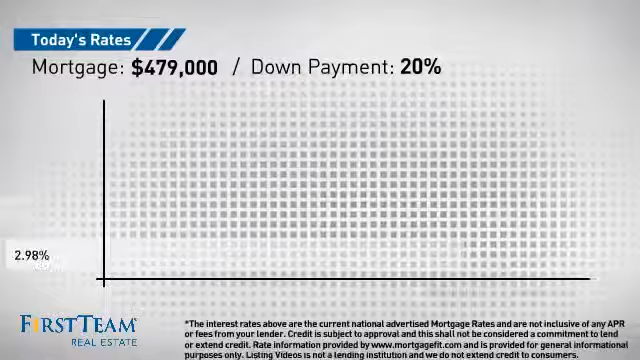 Today's Rates
Mortgage: $479,000 / Down Payment: 20%
2.98%
FIRSTTEAM®
REAL ESTATE
*The interest rates above are the current national advertised Mortgage Rates and are not inclusive of any APR
or fees from your lender. Credit is subject to approval and this shall not be considered a commitment to lend
or extend credit. Rate information provided by www.mortgagefit.com and is provided for general informational
purposes only. Listing Videos is not a lending institution and we do not extend credit to consumers.